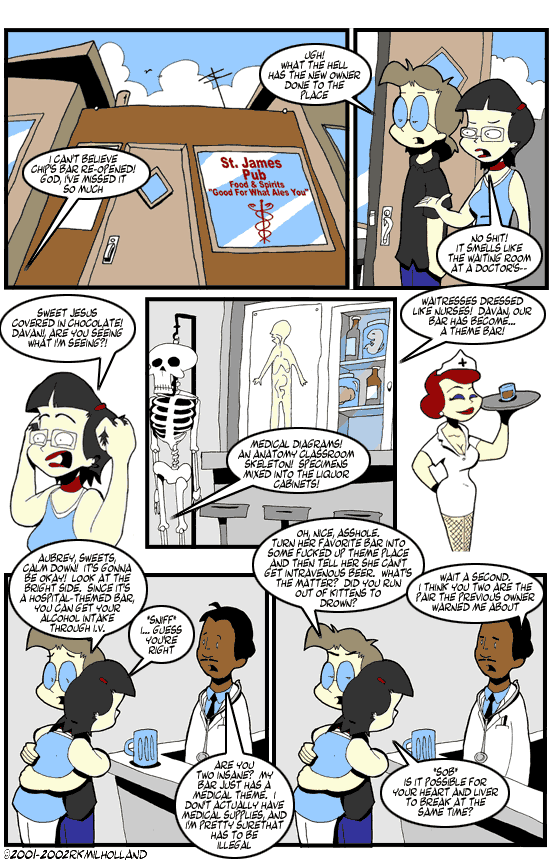 I CAN'T BELIEVE
CHIP'S BAR RE-OPENED!
GOD, I'VE MISSED IT
SO MUCH
St. James
Pub
Food & Spirits
"Good For What Ales You"
UGH!
WHAT THE HELL
HAS THE NEW OWNER
DONE TO THE
PLACE
NO SHIT!
IT SMELLS LIKE
THE WAITING ROOM
AT A DOCTOR'S--
SWEET JESUS
COVERED IN CHOCOLATE!
DAVAN!, ARE YOU SEEING
WHAT I'M SEEING?!
MEDICAL DIAGRAMS!
AN ANATOMY CLASSROOM
SKELETON! SPECIMENS
MIXED INTO THE LIQUOR
CABINETS!
WAITRESSES DRESSED
LIKE NURSES! DAVAN, OUR
BAR HAS BECOME...
A THEME BAR!
AUBREY, SWEETS,
CALM DOWN! IT'S GONNA
BE OKAY! LOOK AT THE
BRIGHT SIDE. SINCE IT'S
A HOSPITAL-THEMED BAR,
YOU CAN GET YOUR
ALCOHOL INTAKE
THROUGH I.V.
*SNIFF*
I... GUESS
YOU'RE
RIGHT
ARE YOU
TWO INSANE? MY
BAR JUST HAS A
MEDICAL THEME. I
DON'T ACTUALLY HAVE
MEDICAL SUPPLIES, AND
I'M PRETTY SURETHAT
HAS TO BE
ILLEGAL
OH, NICE, ASSHOLE.
TURN HER FAVORITE BAR INTO
SOME FUCKED UP THEME PLACE
AND THEN TELL HER SHE CAN'T
GET INTRAVENOUS BEER. WHAT'S
THE MATTER? DID YOU RUN
OUT OF KITTENS TO
DROWN?
WAIT A SECOND.
I THINK YOU TWO ARE THE
PAIR THE PREVIOUS OWNER
WARNED ME ABOUT
*SOB*
IS IT POSSIBLE FOR
YOUR HEART AND LIVER
TO BREAK AT THE
SAME TIME?
©2001-2002RKMILHOLLAND